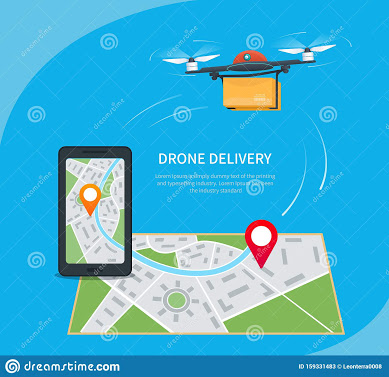 DRONE DELIVERY
Lorem Ipsum is simply dummy text of the printing
and typesetting industry. Lorem Ipsum has been
the industry's standard
dreamstime.com
ID 159331483 © Leonterra0008